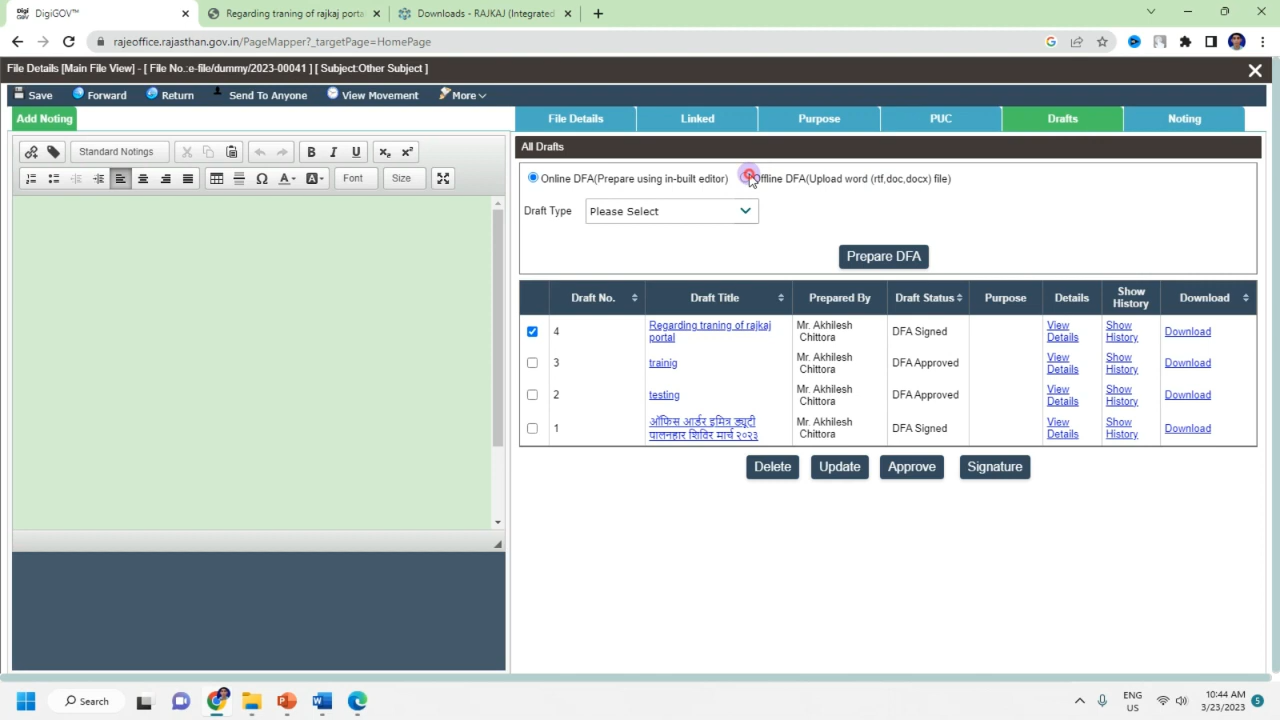 DigiGOV™
Regarding traning of rajkaj porta
Downloads - RAJKAJ (Integrated
rajeoffice.rajasthan.gov.in/PageMapper?_targetPage=HomePage
File Details [Main File View] - [ File No.:e-file/dummy/2023-00041 ] [ Subject:Other Subject ]
Save Forward Return Send To Anyone View Movement More
Add Noting
File Details Linked Purpose PUC Drafts Noting
All Drafts
Standard Notings
B I U
Font Size
Online DFA(Prepare using in-built editor) Offline DFA(Upload word (rtf,doc,docx) file)
Draft Type Please Select
Prepare DFA
Draft No. Draft Title Prepared By Draft Status Purpose Details Show History Download
4 Regarding traning of rajkaj portal Mr. Akhilesh Chittora DFA Signed View Details Show History Download
3 trainig Mr. Akhilesh Chittora DFA Approved View Details Show History Download
2 testing Mr. Akhilesh Chittora DFA Approved View Details Show History Download
1 ऑफिस आर्डर इमित्र ड्यूटी पालनहार शिविर मार्च २०२३ Mr. Akhilesh Chittora DFA Signed View Details Show History Download
Delete Update Approve Signature
Search
ENG
US
10:44 AM
3/23/2023
5